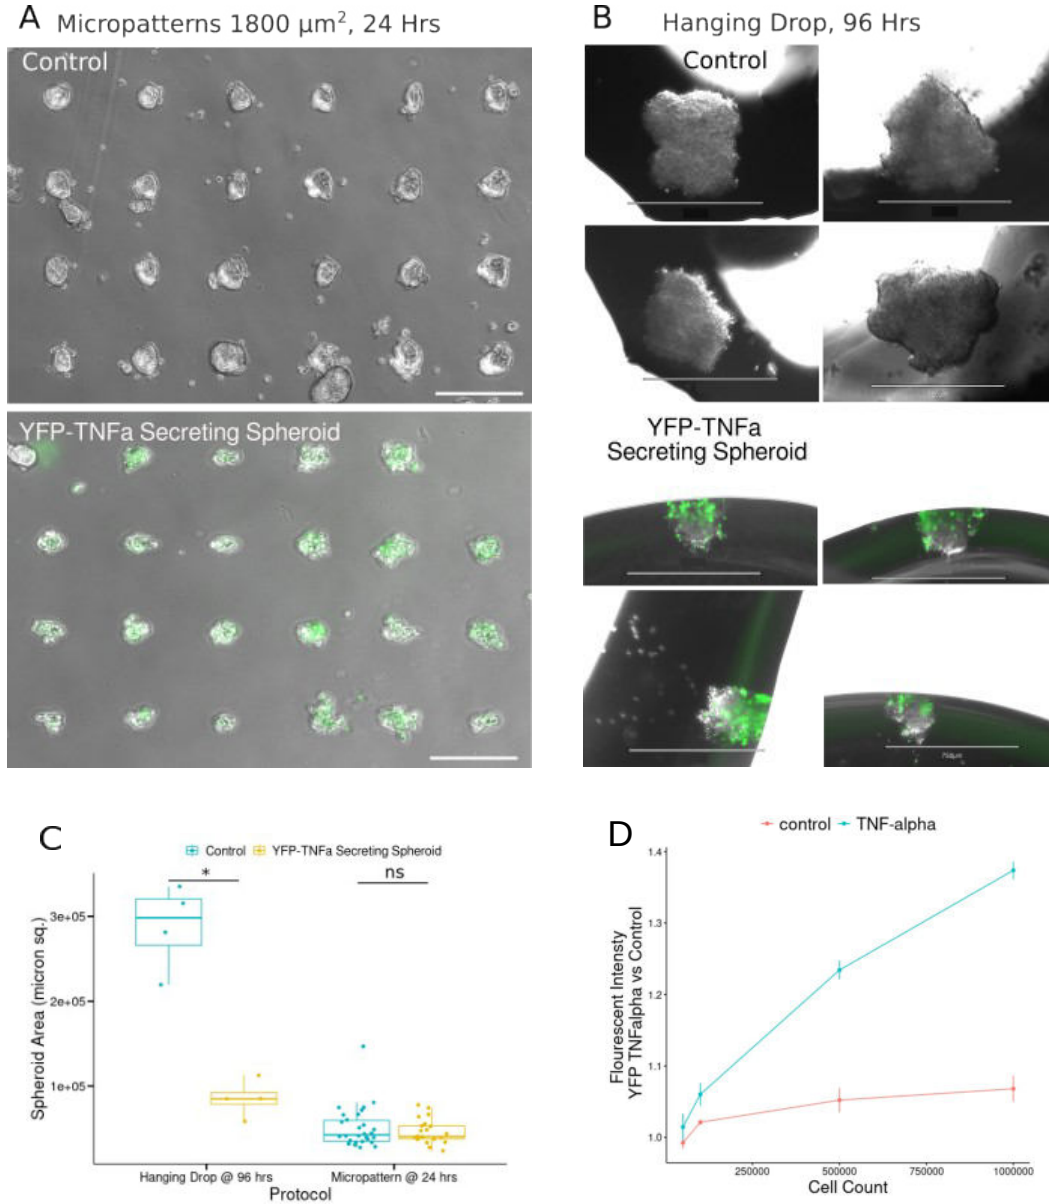 A Micropatterns 1800 µm², 24 Hrs
Control
YFP-TNFa Secreting Spheroid
B Hanging Drop, 96 Hrs
Control
YFP-TNFa
Secreting Spheroid
C
Control YFP-TNFa Secreting Spheroid
* ns
3e+05
2e+05
1e+05
Spheroid Area (micron sq.)
Hanging Drop @ 96 hrs Micropattern @ 24 hrs
Protocol
D
control TNF-alpha
1.4
1.3
1.2
1.1
1.0
Flourescent Intensty
YFP TNFalpha vs Control
250000 500000 750000 1000000
Cell Count